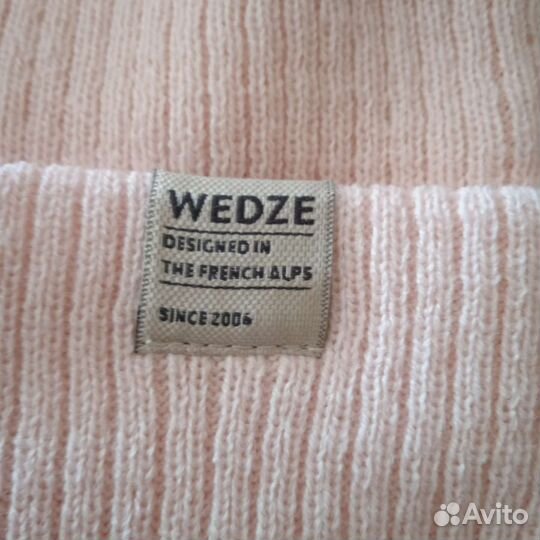 WEDZE
DESIGNED IN
THE FRENCH ALPS
SINCE 2006
Avito